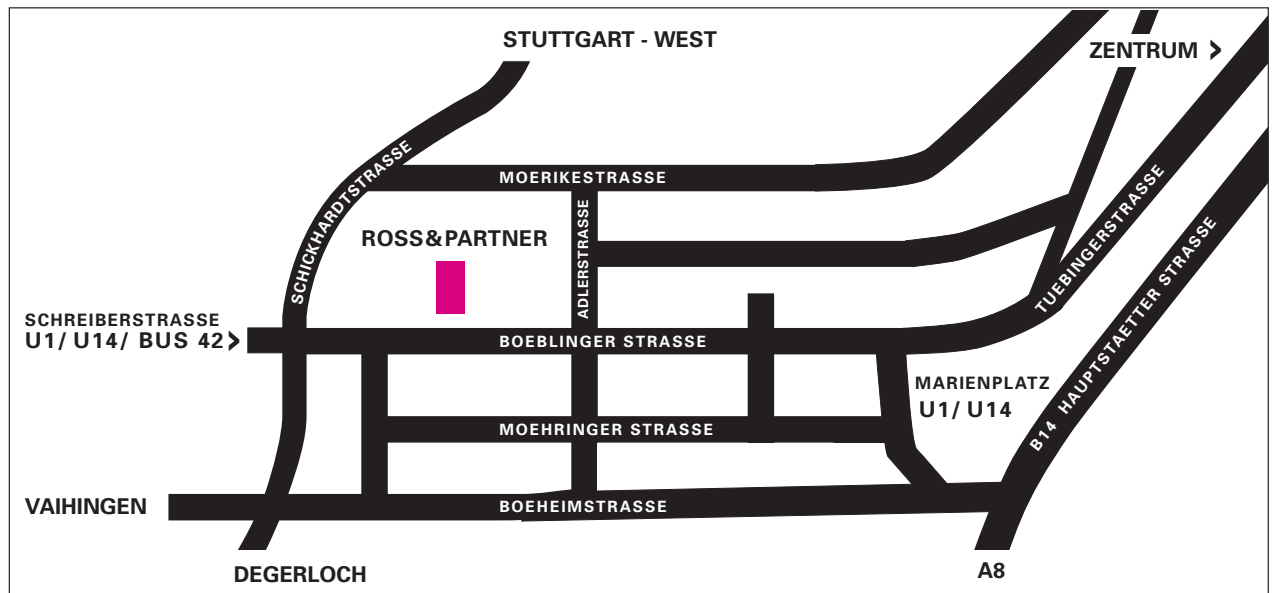 STUTTGART - WEST
ZENTRUM >
SCHICKHARDTSTRASSE
MOERIKESTRASSE
ADLERSTRASSE
ROSS&PARTNER
TUEBINGERSTRASSE
B14 HAUPTSTAETTER STRASSE
SCHREIBERSTRASSE
U1/ U14/ BUS 42 >
BOEBLINGER STRASSE
MARIENPLATZ
U1/ U14
MOEHRINGER STRASSE
VAIHINGEN
BOEHEIMSTRASSE
DEGERLOCH
A8